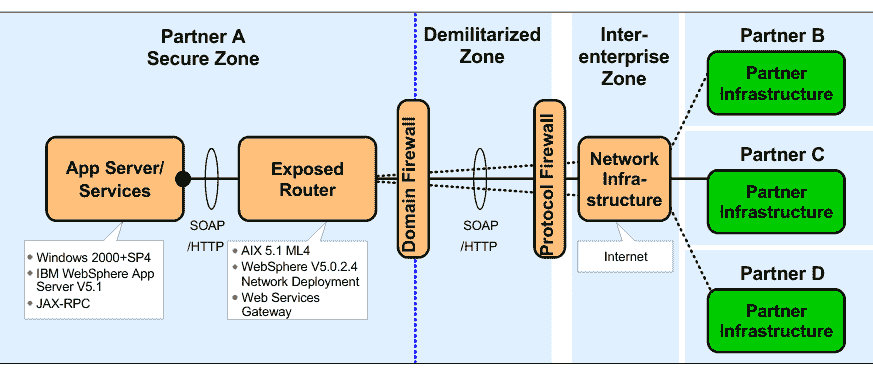 Partner A
Secure Zone
Demilitarized
Zone
Inter-
enterprise
Zone
Partner B
Partner
Infrastructure
App Server/
Services
SOAP
/HTTP
Exposed
Router
Domain Firewall
SOAP
/HTTP
Protocol Firewall
Network
Infra-
structure
Partner C
Partner
Infrastructure
Windows 2000+SP4
IBM WebSphere App
Server V5.1
JAX-RPC
AIX 5.1 ML4
WebSphere V5.0.2.4
Network Deployment
Web Services
Gateway
Internet
Partner D
Partner
Infrastructure